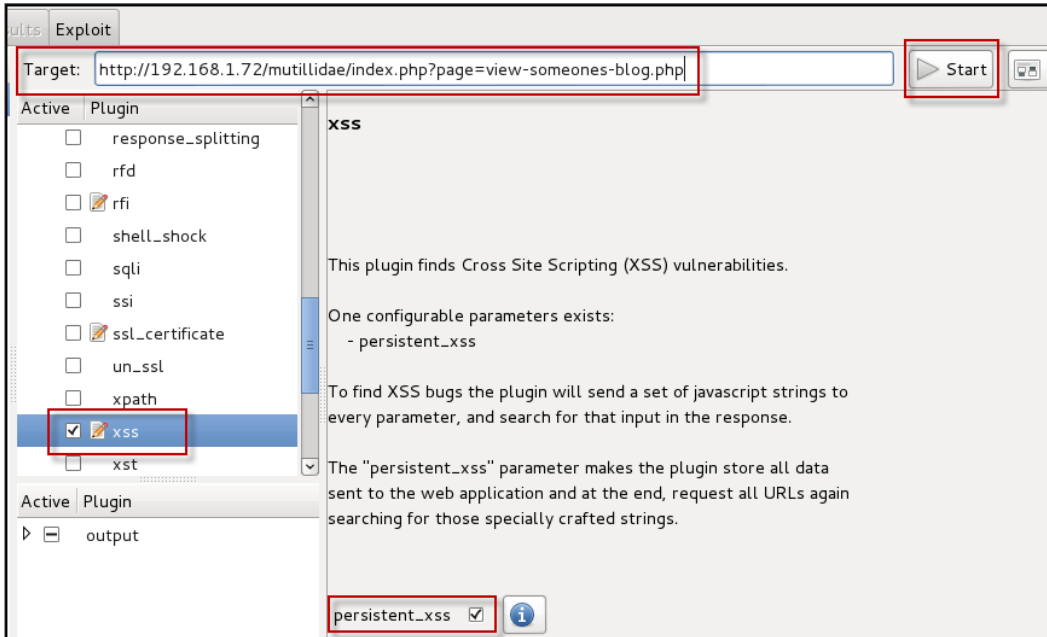 ults Exploit
Target: http://192.168.1.72/mutillidae/index.php?page=view-someones-blog.php Start
Active Plugin
response_splitting
rfd
rfi
shell_shock
sqli
ssi
ssl_certificate
un_ssl
xpath
xss
xst
Active Plugin
output
xss
This plugin finds Cross Site Scripting (XSS) vulnerabilities.
One configurable parameters exists:
- persistent_xss
To find XSS bugs the plugin will send a set of javascript strings to
every parameter, and search for that input in the response.
The "persistent_xss" parameter makes the plugin store all data
sent to the web application and at the end, request all URLs again
searching for those specially crafted strings.
persistent_xss